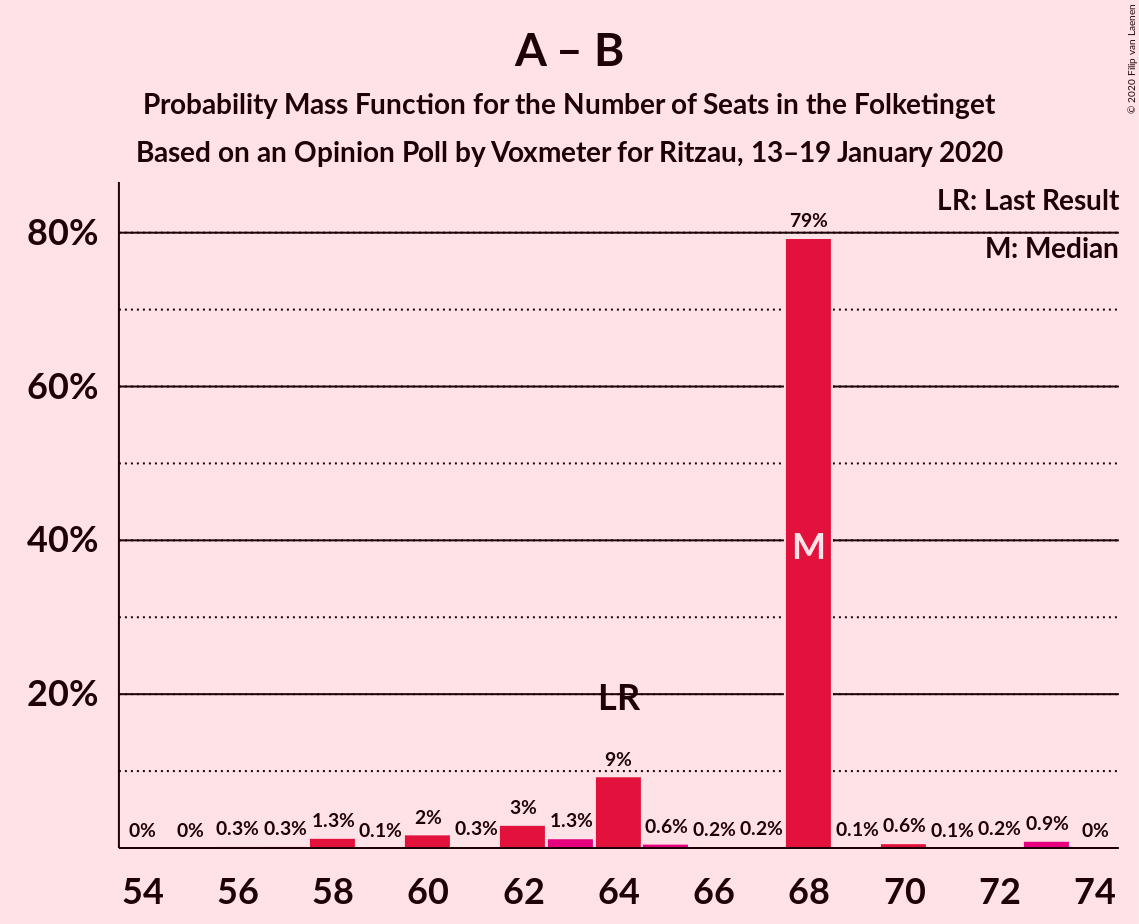 A – B
Probability Mass Function for the Number of Seats in the Folketinget
Based on an Opinion Poll by Voxmeter for Ritzau, 13–19 January 2020
© 2020 Filip van Laenen
LR: Last Result
M: Median
80%
60%
40%
20%
0% 0% 0.3% 0.3% 1.3% 0.1% 2% 0.3% 3% 1.3% 9% 0.6% 0.2% 0.2% 79% 0.1% 0.6% 0.1% 0.2% 0.9% 0%
LR
M
54 56 58 60 62 64 66 68 70 72 74